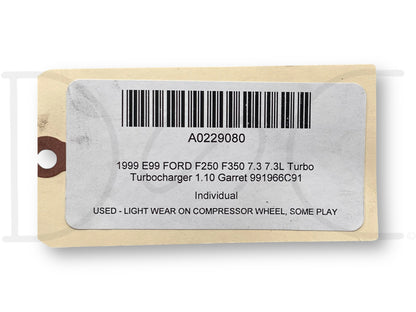 A0229080
1999 E99 FORD F250 F350 7.3 7.3L Turbo
Turbocharger 1.10 Garret 991966C91
Individual
USED - LIGHT WEAR ON COMPRESSOR WHEEL, SOME PLAY